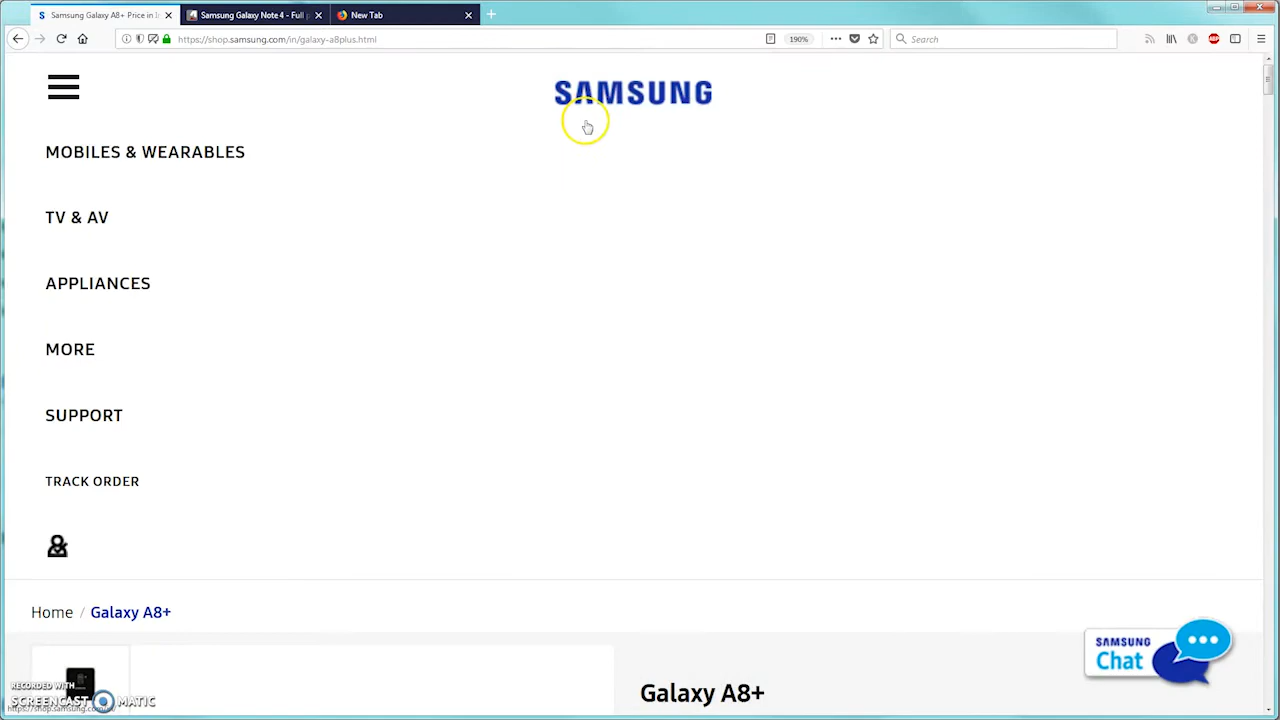 Samsung Galaxy A8+ Price in I
Samsung Galaxy Note 4 - Full
New Tab
https://shop.samsung.com/in/galaxy-a8plus.html
190%
Search
ABP
SAMSUNG
MOBILES & WEARABLES
TV & AV
APPLIANCES
MORE
SUPPORT
TRACK ORDER
Home / Galaxy A8+
SAMSUNG
Chat
Galaxy A8+
RECORDED WITH
SCREENCAST MATIC